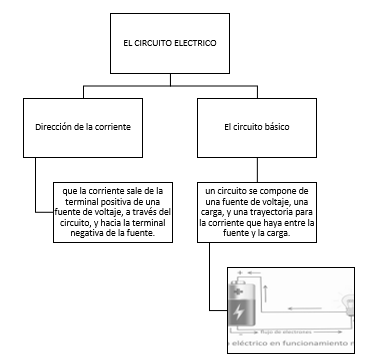 EL CIRCUITO ELECTRICO
Dirección de la corriente
El circuito básico
que la corriente sale de la
terminal positiva de una
fuente de voltaje, a través del
circuito, y hacia la terminal
negativa de la fuente.
un circuito se compone de
una fuente de voltaje, una
carga, y una trayectoria para
la corriente que haya entre la
fuente y la carga.
flujo de electrones
eléctrico en funcionamiento